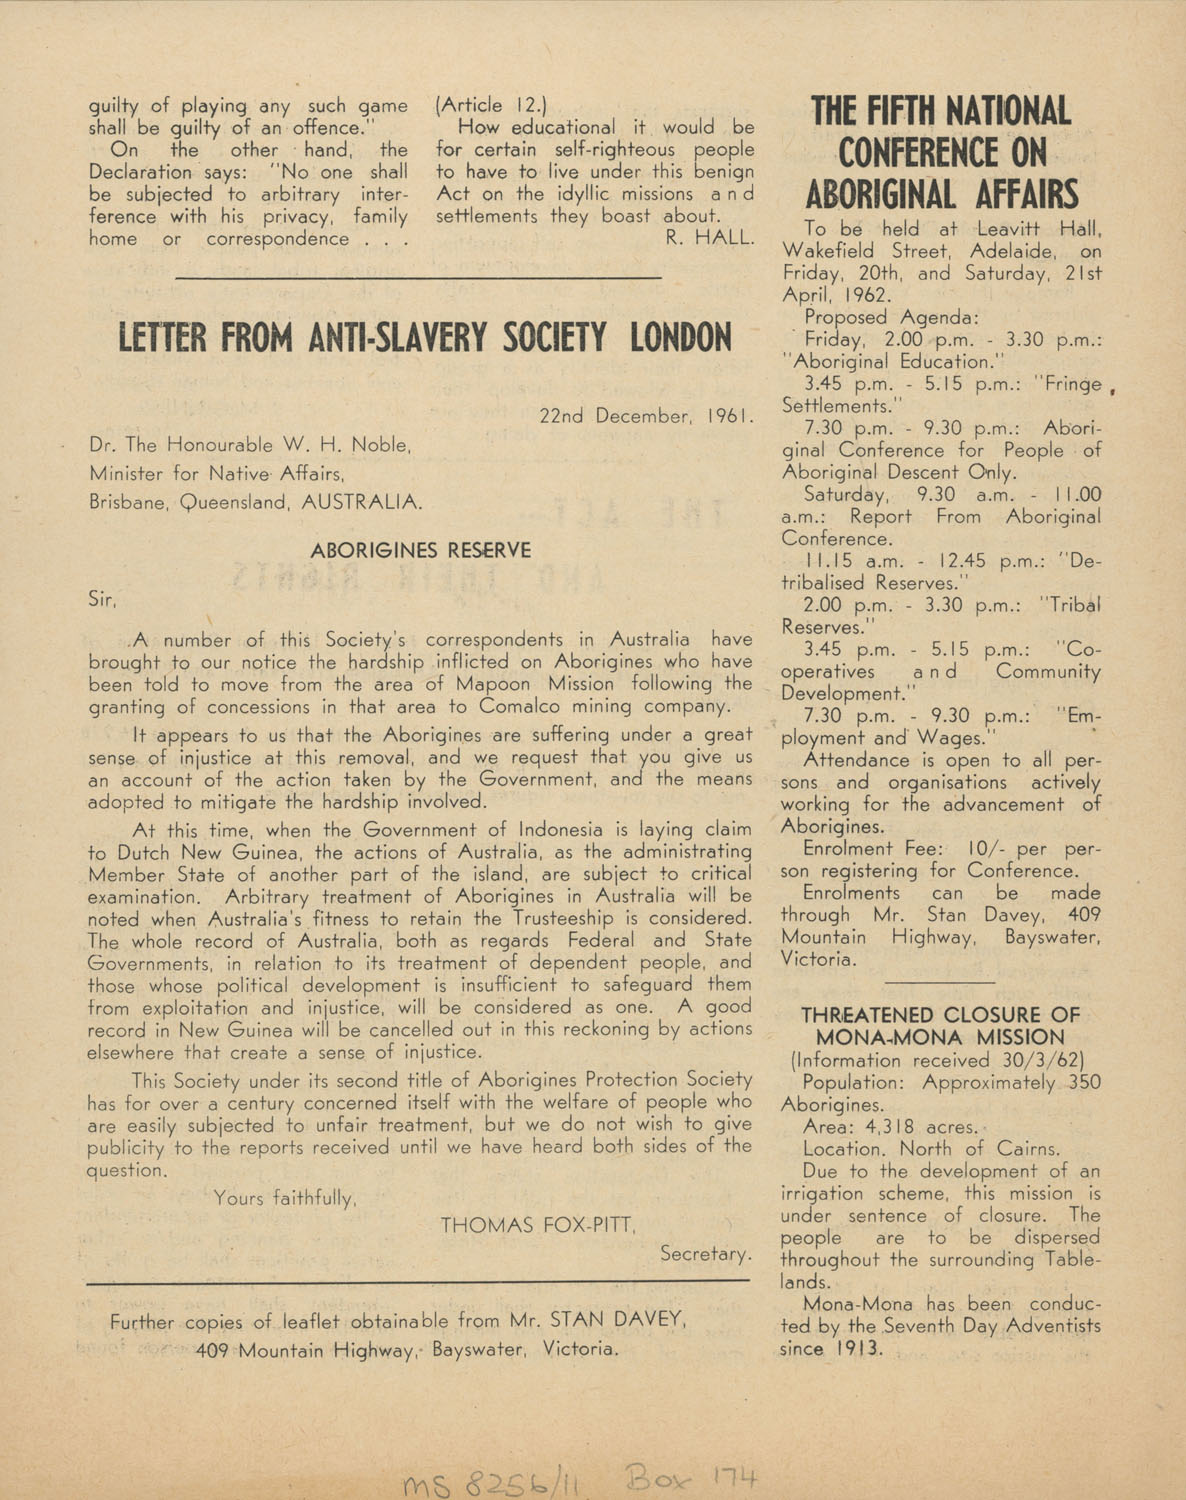 guilty of playing any such game
shall be guilty of an offence."
On the other hand, the
Declaration says: "No one shall
be subjected to arbitrary inter-
ference with his privacy, family
home or correspondence . . .
(Article 12.)
How educational it would be
for certain self-righteous people
to have to live under this benign
Act on the idyllic missions and
settlements they boast about.
R. HALL.
LETTER FROM ANTI-SLAVERY SOCIETY LONDON
22nd December, 1961.
Dr. The Honourable W. H. Noble,
Minister for Native Affairs,
Brisbane, Queensland, AUSTRALIA.
ABORIGINES RESERVE
Sir,
A number of this Society's correspondents in Australia have
brought to our notice the hardship inflicted on Aborigines who have
been told to move from the area of Mapoon Mission following the
granting of concessions in that area to Comalco mining company.
It appears to us that the Aborigines are suffering under a great
sense of injustice at this removal, and we request that you give us
an account of the action taken by the Government, and the means
adopted to mitigate the hardship involved.
At this time, when the Government of Indonesia is laying claim
to Dutch New Guinea, the actions of Australia, as the administrating
Member State of another part of the island, are subject to critical
examination. Arbitrary treatment of Aborigines in Australia will be
noted when Australia's fitness to retain the Trusteeship is considered.
The whole record of Australia, both as regards Federal and State
Governments, in relation to its treatment of dependent people, and
those whose political development is insufficient to safeguard them
from exploitation and injustice, will be considered as one. A good
record in New Guinea will be cancelled out in this reckoning by actions
elsewhere that create a sense of injustice.
This Society under its second title of Aborigines Protection Society
has for over a century concerned itself with the welfare of people who
are easily subjected to unfair treatment, but we do not wish to give
publicity to the reports received until we have heard both sides of the
question.
Yours faithfully,
THOMAS FOX-PITT,
Secretary.
Further copies of leaflet obtainable from Mr. STAN DAVEY,
409 Mountain Highway, Bayswater, Victoria.
THE FIFTH NATIONAL
CONFERENCE ON
ABORIGINAL AFFAIRS
To be held at Leavitt Hall,
Wakefield Street, Adelaide, on
Friday, 20th, and Saturday, 21st
April, 1962.
Proposed Agenda:
Friday, 2.00 p.m. - 3.30 p.m.:
"Aboriginal Education."
3.45 p.m. - 5.15 p.m.: "Fringe
Settlements."
7.30 p.m. - 9.30 p.m.: Abori-
ginal Conference for People of
Aboriginal Descent Only.
Saturday, 9.30 a.m. - 11.00
a.m.: Report From Aboriginal
Conference.
11.15 a.m. - 12.45 p.m.: "De-
tribalised Reserves."
2.00 p.m. - 3.30 p.m.: "Tribal
Reserves."
3.45 p.m. - 5.15 p.m.: "Co-
operatives and Community
Development."
7.30 p.m. - 9.30 p.m.: "Em-
ployment and Wages."
Attendance is open to all per-
sons and organisations actively
working for the advancement of
Aborigines.
Enrolment Fee: 10/- per per-
son registering for Conference.
Enrolments can be made
through Mr. Stan Davey, 409
Mountain Highway, Bayswater,
Victoria.
THREATENED CLOSURE OF
MONA-MONA MISSION
(Information received 30/3/62)
Population: Approximately 350
Aborigines.
Area: 4,318 acres.
Location. North of Cairns.
Due to the development of an
irrigation scheme, this mission is
under sentence of closure. The
people are to be dispersed
throughout the surrounding Table-
lands.
Mona-Mona has been conduc-
ted by the Seventh Day Adventists
since 1913.
MS 8256/11 Box 174